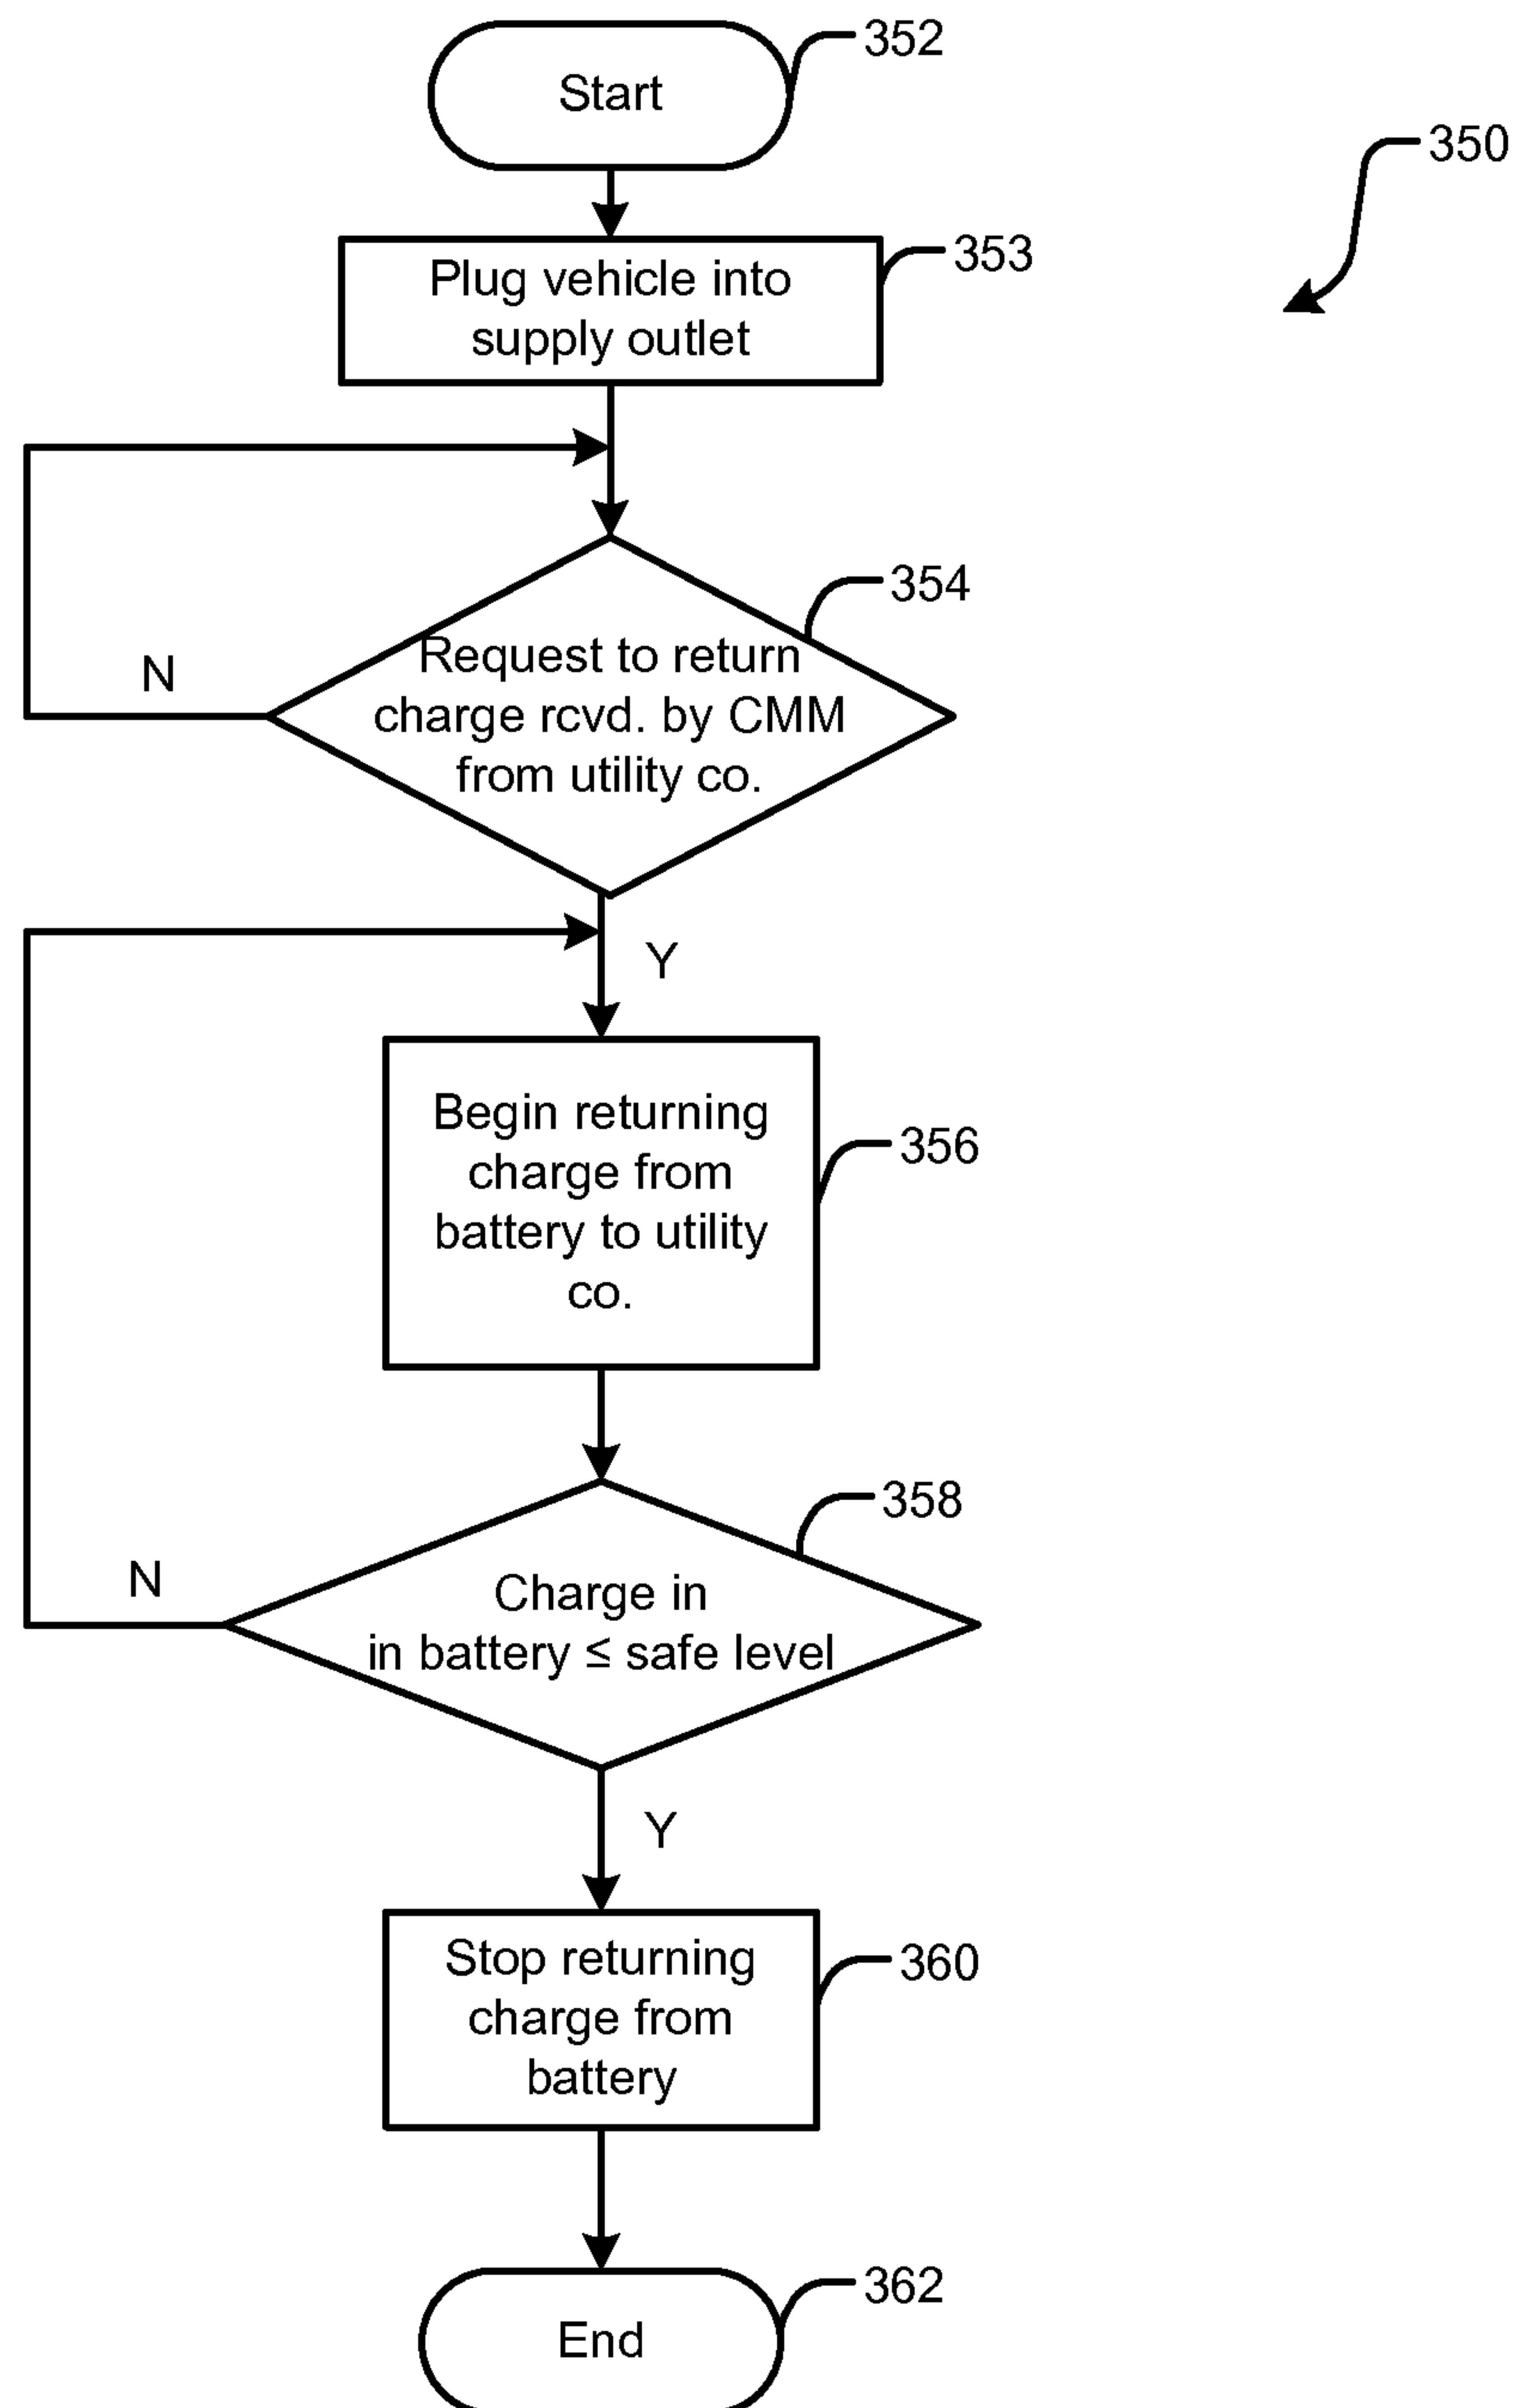 352
Start
350
353
Plug vehicle into
supply outlet
354
Request to return
charge rcvd. by CMM
from utility co.
N
Y
Begin returning
charge from
battery to utility
co.
356
358
Charge in
in battery ≤ safe level
N
Y
Stop returning
charge from
battery
360
362
End